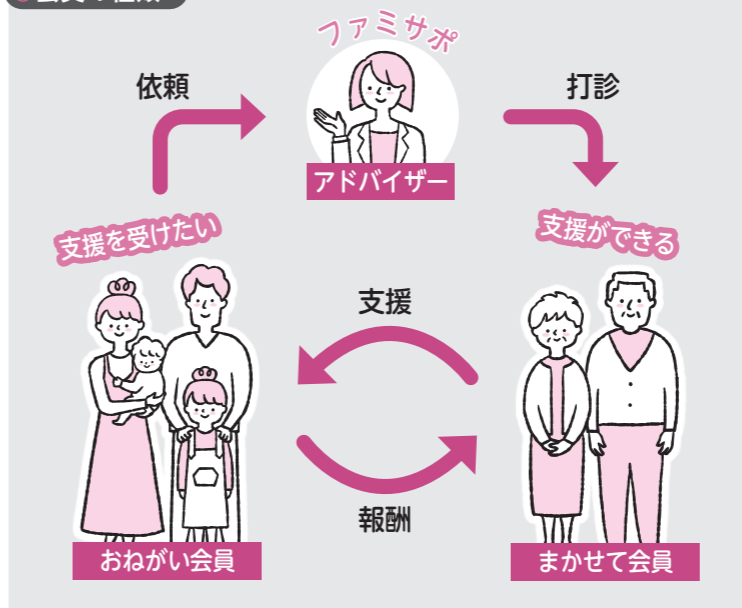 ファミサポ
アドバイザー
依頼
打診
支援を受けたい
支援ができる
支援
報酬
おねがい会員
まかせて会員